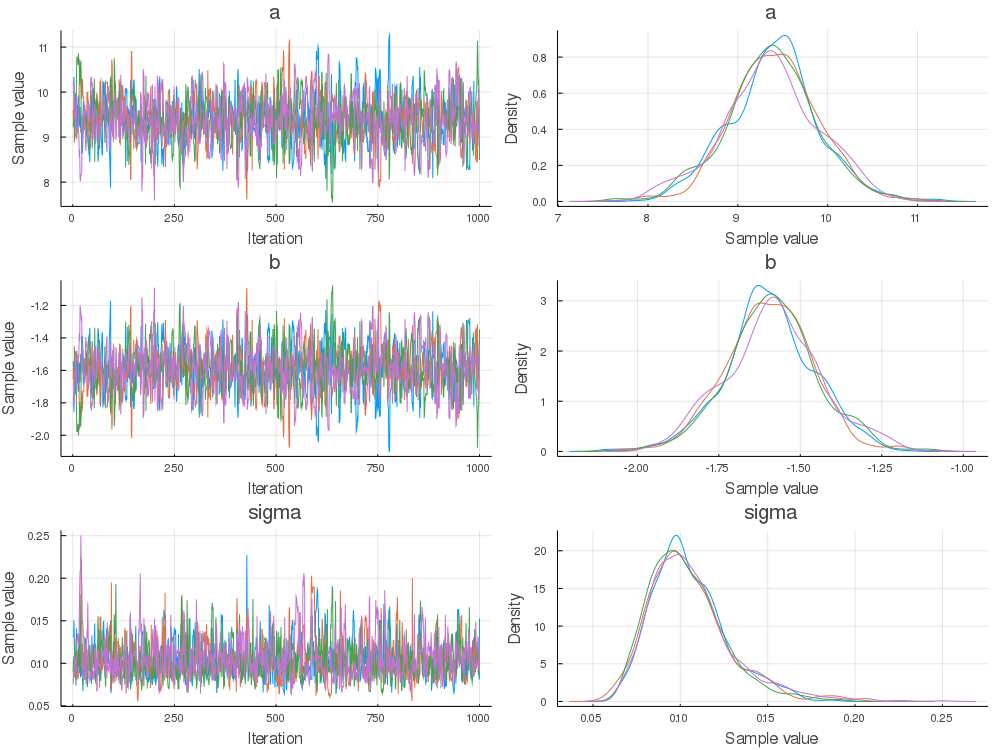 a
Sample value
11
10
9
8
0 250 500 750 1000
Iteration
a
Density
0.8
0.6
0.4
0.2
0.0
7 8 9 10 11
Sample value
b
Sample value
-1.2
-1.4
-1.6
-1.8
-2.0
0 250 500 750 1000
Iteration
b
Density
3
2
1
0
-2.00 -1.75 -1.50 -1.25 -1.00
Sample value
sigma
Sample value
0.25
0.20
0.15
0.10
0.05
0 250 500 750 1000
Iteration
sigma
Density
20
15
10
5
0
0.05 0.10 0.15 0.20 0.25
Sample value